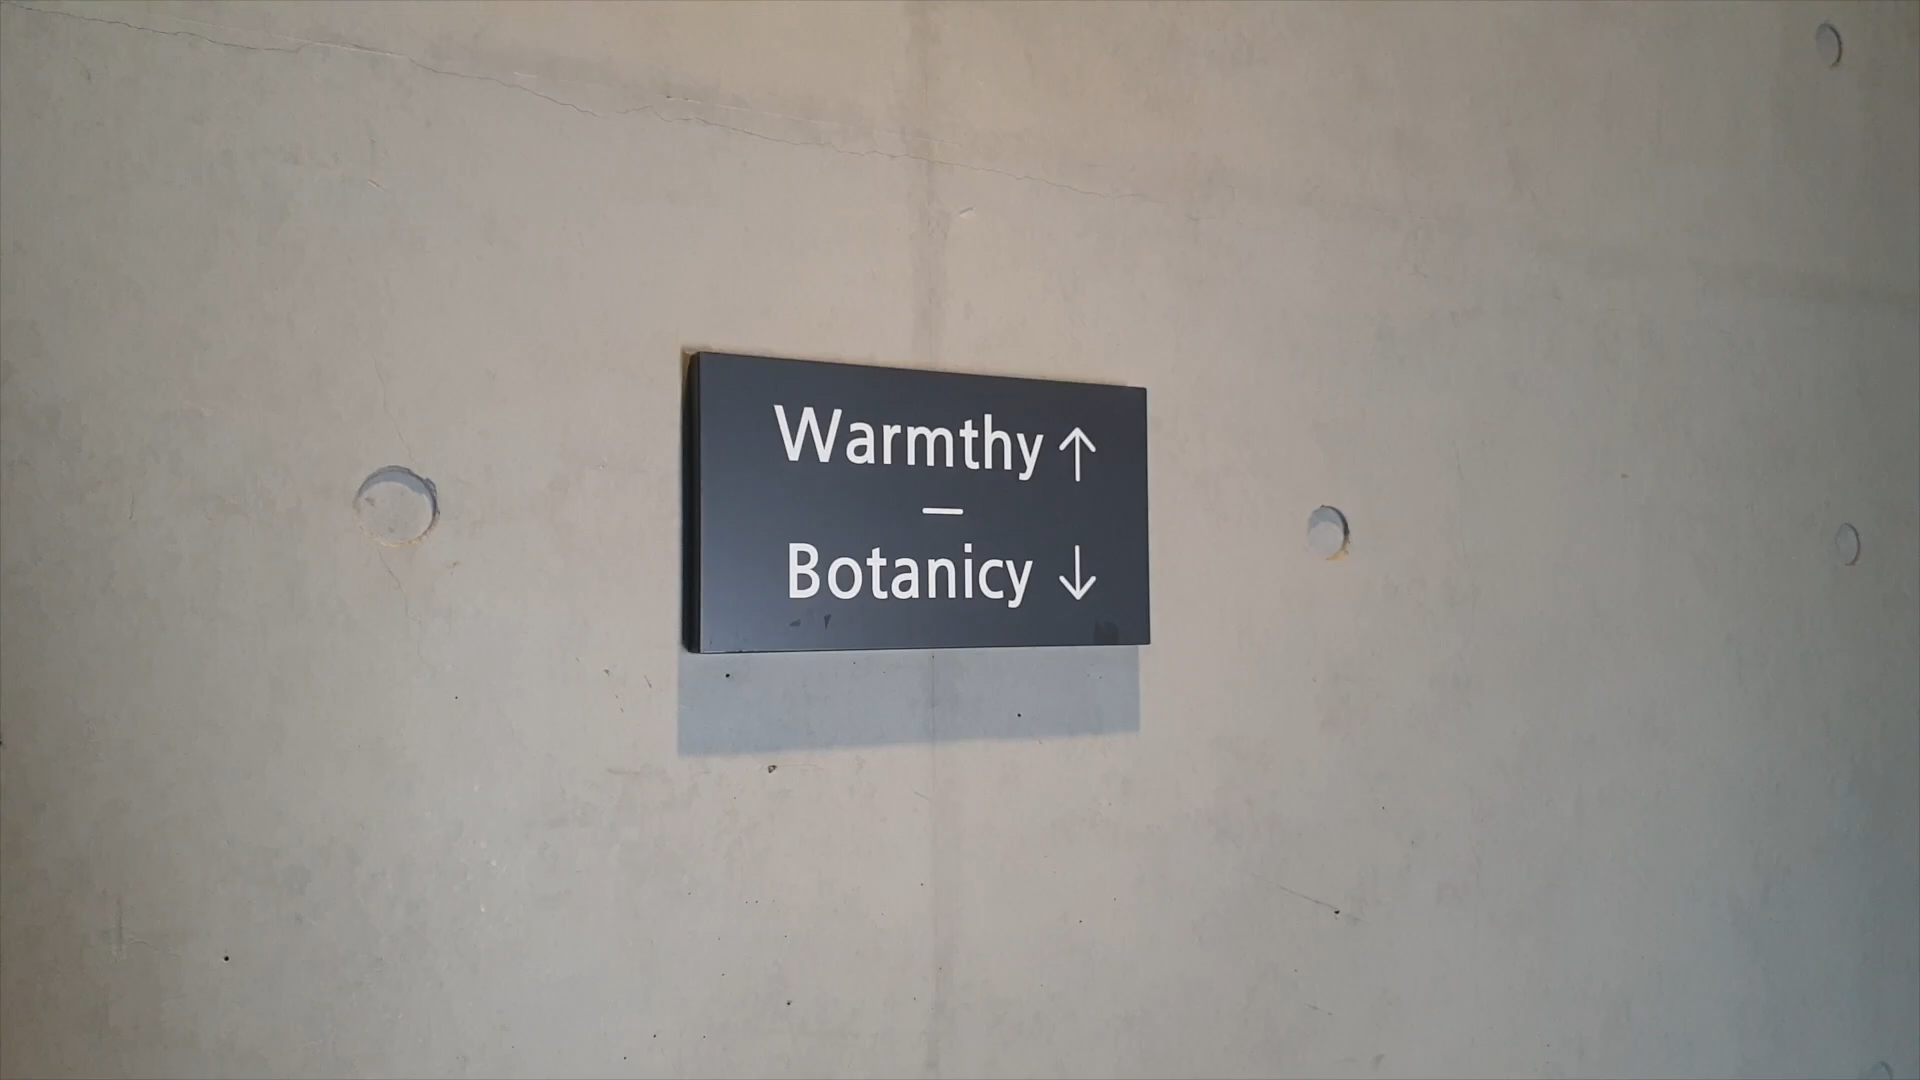 Warmthy ↑
—
Botanicy ↓